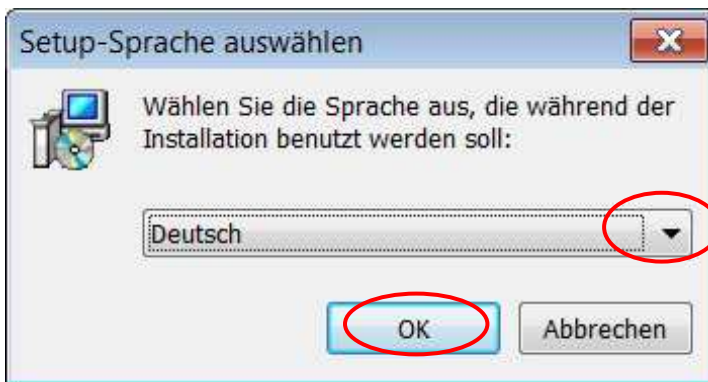 Setup-Sprache auswählen
Wählen Sie die Sprache aus, die während der
Installation benutzt werden soll:
Deutsch
OK
Abbrechen